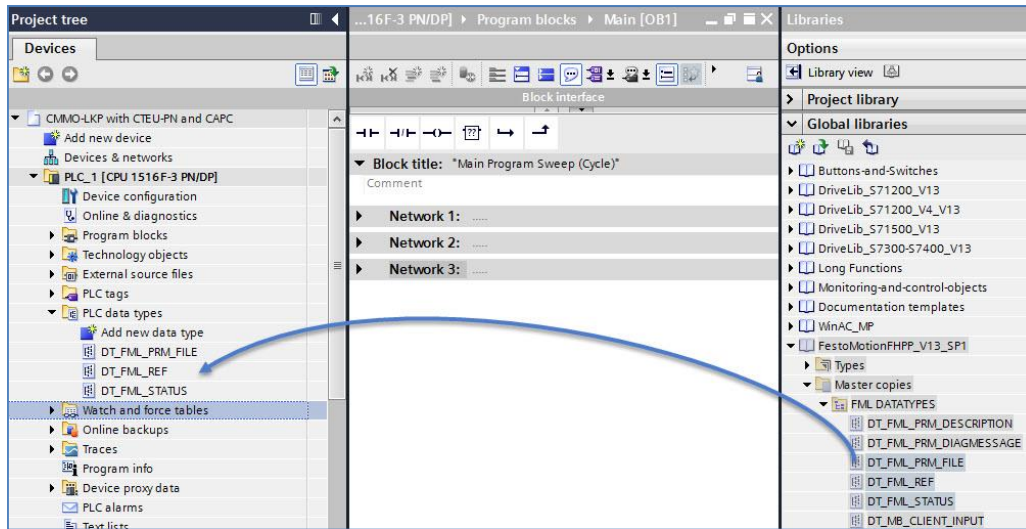 Project tree
Devices
CMMO-LKP with CTEU-PN and CAPC
Add new device
Devices & networks
PLC_1 [CPU 1516F-3 PN/DP]
Device configuration
Online & diagnostics
Program blocks
Technology objects
External source files
PLC tags
PLC data types
Add new data type
DT_FML_PRM_FILE
DT_FML_REF
DT_FML_STATUS
Watch and force tables
Online backups
Traces
Program info
Device proxy data
PLC alarms
Text lists
...16F-3 PN/DP] ▸ Program blocks ▸ Main [OB1]
Block interface
??
Block title: "Main Program Sweep (Cycle)"
Comment
Network 1: .....
Network 2: .....
Network 3: .....
Libraries
Options
Library view
Project library
Global libraries
Buttons-and-Switches
DriveLib_S71200_V13
DriveLib_S71200_V4_V13
DriveLib_S71500_V13
DriveLib_S7300-S7400_V13
Long Functions
Monitoring-and-control-objects
Documentation templates
WinAC_MP
FestoMotionFHPP_V13_SP1
Types
Master copies
FML DATATYPES
DT_FML_PRM_DESCRIPTION
DT_FML_PRM_DIAGMESSAGE
DT_FML_PRM_FILE
DT_FML_REF
DT_FML_STATUS
DT_MB_CLIENT_INPUT